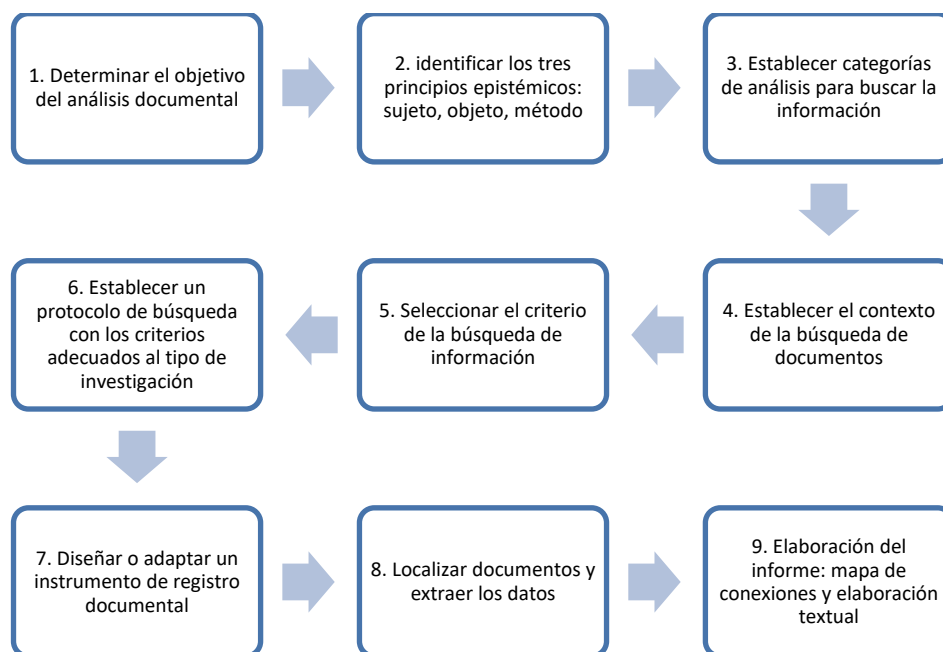 1. Determinar el objetivo
del análisis documental
2. identificar los tres
principios epistémicos:
sujeto, objeto, método
3. Establecer categorías
de análisis para buscar la
información
4. Establecer el contexto
de la búsqueda de
documentos
5. Seleccionar el criterio
de la búsqueda de
información
6. Establecer un
protocolo de búsqueda
con los criterios
adecuados al tipo de
investigación
7. Diseñar o adaptar un
instrumento de registro
documental
8. Localizar documentos y
extraer los datos
9. Elaboración del
informe: mapa de
conexiones y elaboración
textual